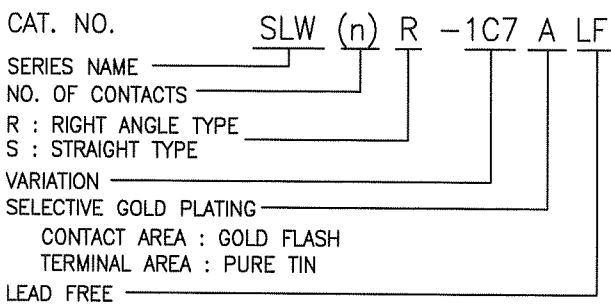 CAT. NO. SLW (n) R -1C7 A LF
SERIES NAME
NO. OF CONTACTS
R : RIGHT ANGLE TYPE
S : STRAIGHT TYPE
VARIATION
SELECTIVE GOLD PLATING
CONTACT AREA : GOLD FLASH
TERMINAL AREA : PURE TIN
LEAD FREE